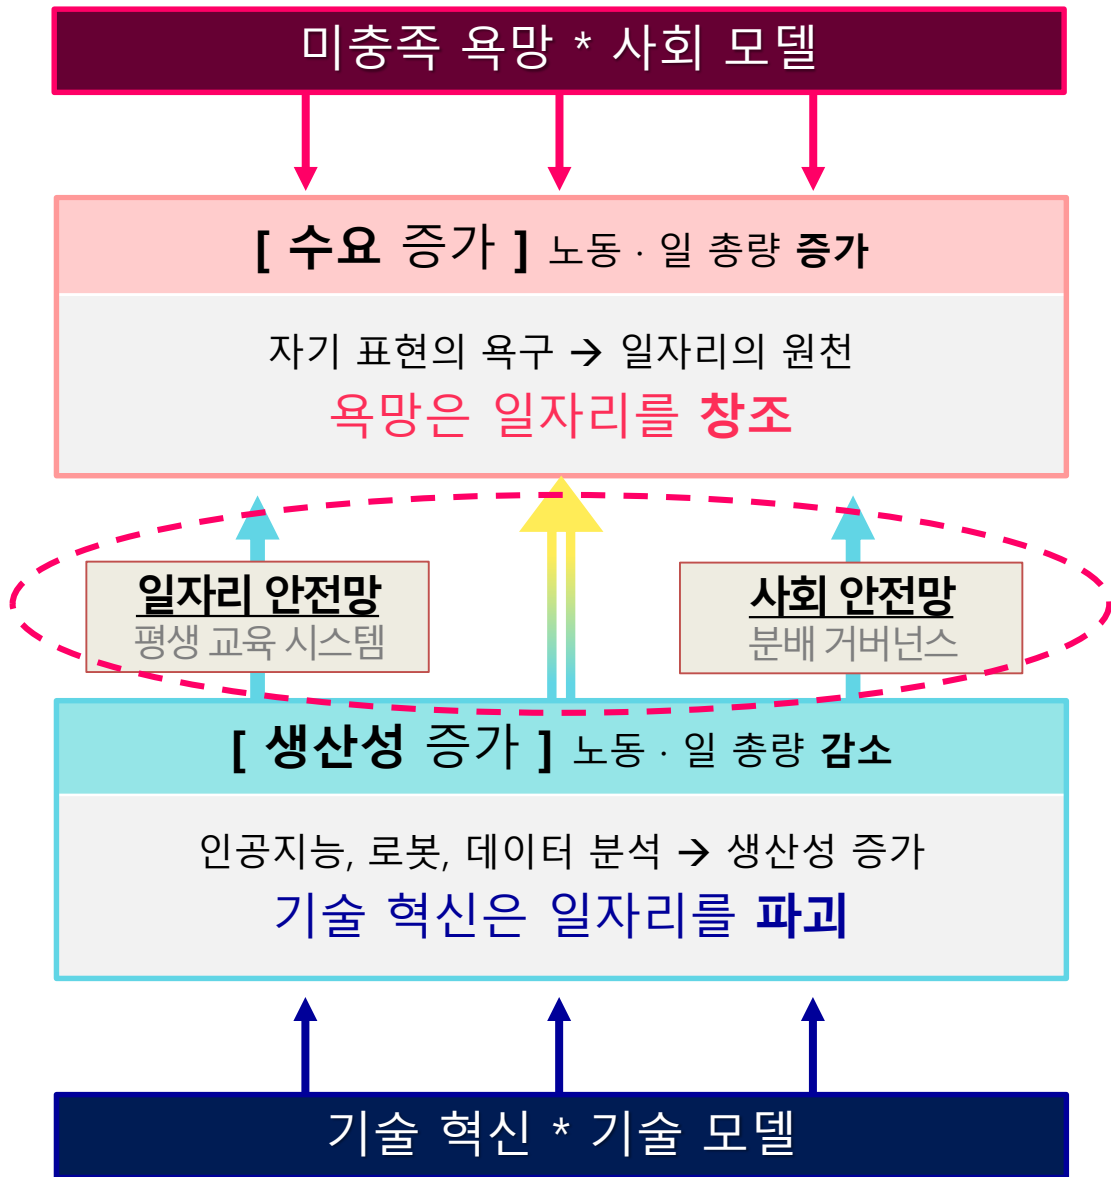 미충족 욕망 * 사회 모델
[ 수요 증가 ] 노동 · 일 총량 증가
자기 표현의 욕구 → 일자리의 원천
욕망은 일자리를 창조
일자리 안전망
평생 교육 시스템
사회 안전망
분배 거버넌스
[ 생산성 증가 ] 노동 · 일 총량 감소
인공지능, 로봇, 데이터 분석 → 생산성 증가
기술 혁신은 일자리를 파괴
기술 혁신 * 기술 모델